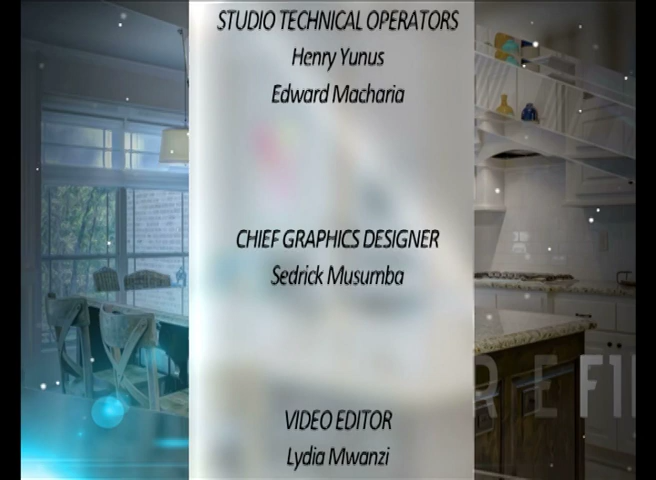 STUDIO TECHNICAL OPERATORS
Henry Yunus
Edward Macharia
CHIEF GRAPHICS DESIGNER
Sedrick Musumba
VIDEO EDITOR
Lydia Mwanzi